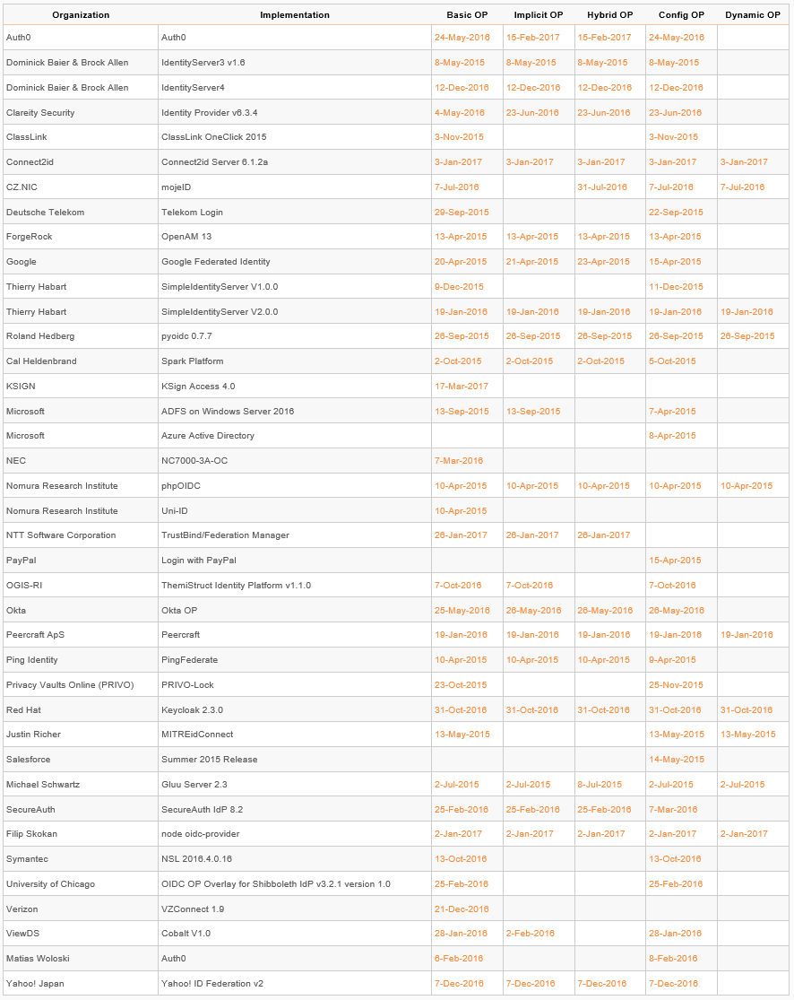 Organization Implementation Basic OP Implicit OP Hybrid OP Config OP Dynamic OP
Auth0 Auth0 24-May-2016 15-Feb-2017 15-Feb-2017 24-May-2016
Dominick Baier & Brock Allen IdentityServer3 v1.6 8-May-2015 8-May-2015 8-May-2015 8-May-2015
Dominick Baier & Brock Allen IdentityServer4 12-Dec-2016 12-Dec-2016 12-Dec-2016 12-Dec-2016
Clareity Security Identity Provider v6.3.4 4-May-2016 23-Jun-2016 23-Jun-2016 23-Jun-2016
ClassLink ClassLink OneClick 2015 3-Nov-2015 3-Nov-2015
Connect2id Connect2id Server 6.1.2a 3-Jan-2017 3-Jan-2017 3-Jan-2017 3-Jan-2017 3-Jan-2017
CZ.NIC mojeID 7-Jul-2016 31-Jul-2016 7-Jul-2016 7-Jul-2016
Deutsche Telekom Telekom Login 29-Sep-2015 22-Sep-2015
ForgeRock OpenAM 13 13-Apr-2015 13-Apr-2015 13-Apr-2015 13-Apr-2015
Google Google Federated Identity 20-Apr-2015 21-Apr-2015 23-Apr-2015 15-Apr-2015
Thierry Habart SimpleIdentityServer V1.0.0 9-Dec-2015 11-Dec-2015
Thierry Habart SimpleIdentityServer V2.0.0 19-Jan-2016 19-Jan-2016 19-Jan-2016 19-Jan-2016 19-Jan-2016
Roland Hedberg pyoidc 0.7.7 26-Sep-2015 26-Sep-2015 26-Sep-2015 26-Sep-2015 26-Sep-2015
Cal Heldenbrand Spark Platform 2-Oct-2015 2-Oct-2015 2-Oct-2015 5-Oct-2015
KSIGN KSign Access 4.0 17-Mar-2017
Microsoft ADFS on Windows Server 2016 13-Sep-2015 13-Sep-2015 7-Apr-2015
Microsoft Azure Active Directory 8-Apr-2015
NEC NC7000-3A-OC 7-Mar-2016
Nomura Research Institute phpOIDC 10-Apr-2015 10-Apr-2015 10-Apr-2015 10-Apr-2015 10-Apr-2015
Nomura Research Institute Uni-ID 10-Apr-2015
NTT Software Corporation TrustBind/Federation Manager 26-Jan-2017 26-Jan-2017 26-Jan-2017
PayPal Login with PayPal 15-Apr-2015
OGIS-RI ThemiStruct Identity Platform v1.1.0 7-Oct-2016 7-Oct-2016 7-Oct-2016
Okta Okta OP 25-May-2016 26-May-2016 26-May-2016 26-May-2016
Peercraft ApS Peercraft 19-Jan-2016 19-Jan-2016 19-Jan-2016 19-Jan-2016 19-Jan-2016
Ping Identity PingFederate 10-Apr-2015 10-Apr-2015 10-Apr-2015 9-Apr-2015
Privacy Vaults Online (PRIVO) PRIVO-Lock 23-Oct-2015 25-Nov-2015
Red Hat Keycloak 2.3.0 31-Oct-2016 31-Oct-2016 31-Oct-2016 31-Oct-2016 31-Oct-2016
Justin Richer MITREidConnect 13-May-2015 13-May-2015 13-May-2015
Salesforce Summer 2015 Release 14-May-2015
Michael Schwartz Gluu Server 2.3 2-Jul-2015 2-Jul-2015 8-Jul-2015 2-Jul-2015 2-Jul-2015
SecureAuth SecureAuth IdP 8.2 25-Feb-2016 25-Feb-2016 25-Feb-2016 7-Mar-2016
Filip Skokan node oidc-provider 2-Jan-2017 2-Jan-2017 2-Jan-2017 2-Jan-2017 2-Jan-2017
Symantec NSL 2016.4.0.16 13-Oct-2016 13-Oct-2016
University of Chicago OIDC OP Overlay for Shibboleth IdP v3.2.1 version 1.0 25-Feb-2016 25-Feb-2016
Verizon VZConnect 1.9 21-Dec-2016
ViewDS Cobalt V1.0 28-Jan-2016 2-Feb-2016 28-Jan-2016
Matias Woloski Auth0 6-Feb-2016 8-Feb-2016
Yahoo! Japan Yahoo! ID Federation v2 7-Dec-2016 7-Dec-2016 7-Dec-2016 7-Dec-2016